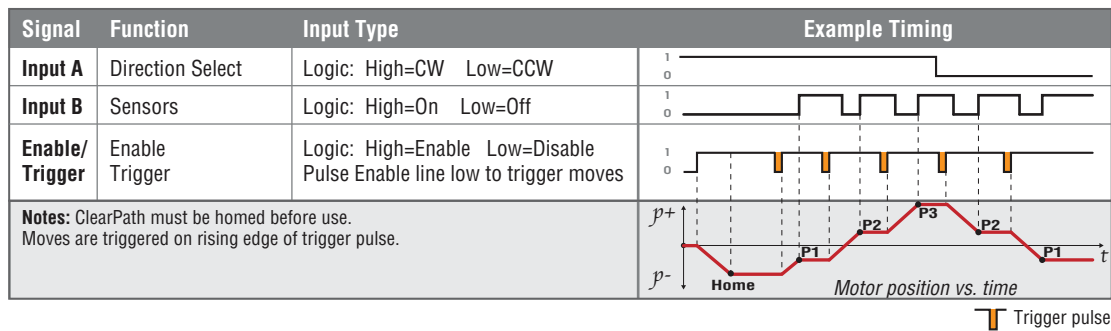 Signal Function Input Type Example Timing
Input A Direction Select Logic: High=CW Low=CCW 1
0
Input B Sensors Logic: High=On Low=Off 1
0
Enable/ Enable Logic: High=Enable Low=Disable 1
Trigger Trigger Pulse Enable line low to trigger moves 0
Notes: ClearPath must be homed before use.
Moves are triggered on rising edge of trigger pulse.
p+ P3
P2 P2
P1 P1 t
p- Home Motor position vs. time
Trigger pulse